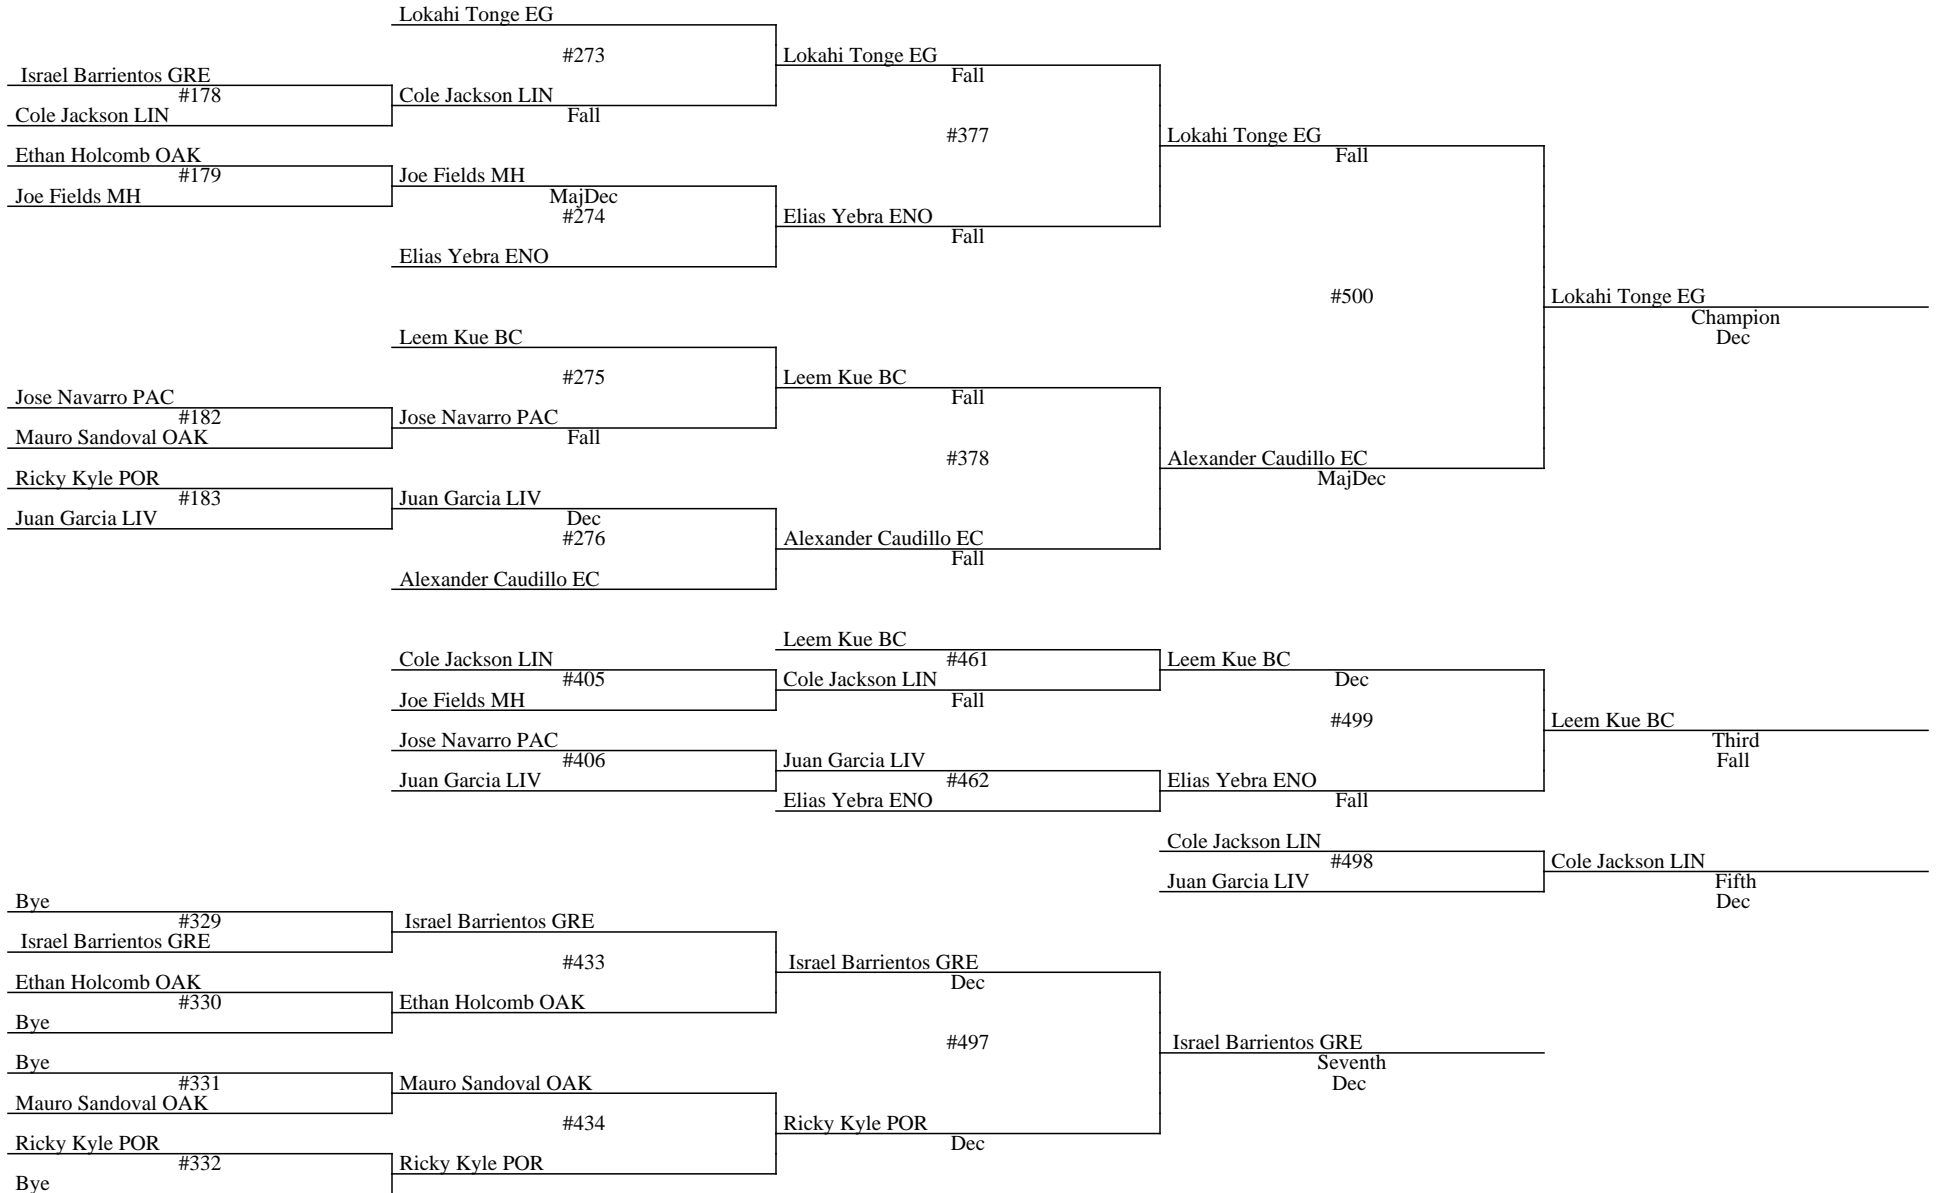 Lokahi Tonge EG
#273
Lokahi Tonge EG
Fall
Israel Barrientos GRE
#178
Cole Jackson LIN
Cole Jackson LIN
Fall
#377
Lokahi Tonge EG
Fall
Ethan Holcomb OAK
#179
Joe Fields MH
Joe Fields MH
MajDec
#274
Elias Yebra ENO
Fall
Elias Yebra ENO
#500
Lokahi Tonge EG
Champion
Dec
Leem Kue BC
#275
Leem Kue BC
Fall
Jose Navarro PAC
#182
Mauro Sandoval OAK
Jose Navarro PAC
Fall
#378
Alexander Caudillo EC
MajDec
Ricky Kyle POR
#183
Juan Garcia LIV
Juan Garcia LIV
Dec
#276
Alexander Caudillo EC
Fall
Alexander Caudillo EC
Leem Kue BC
#461
Leem Kue BC
Dec
Cole Jackson LIN
#405
Joe Fields MH
Cole Jackson LIN
Fall
#499
Leem Kue BC
Third
Fall
Jose Navarro PAC
#406
Juan Garcia LIV
Juan Garcia LIV
#462
Elias Yebra ENO
Elias Yebra ENO
Fall
Cole Jackson LIN
#498
Juan Garcia LIV
Cole Jackson LIN
Fifth
Dec
Bye
#329
Israel Barrientos GRE
Israel Barrientos GRE
#433
Israel Barrientos GRE
Dec
Ethan Holcomb OAK
#330
Bye
Ethan Holcomb OAK
#497
Israel Barrientos GRE
Seventh
Dec
Bye
#331
Mauro Sandoval OAK
Mauro Sandoval OAK
#434
Ricky Kyle POR
Dec
Ricky Kyle POR
#332
Bye
Ricky Kyle POR